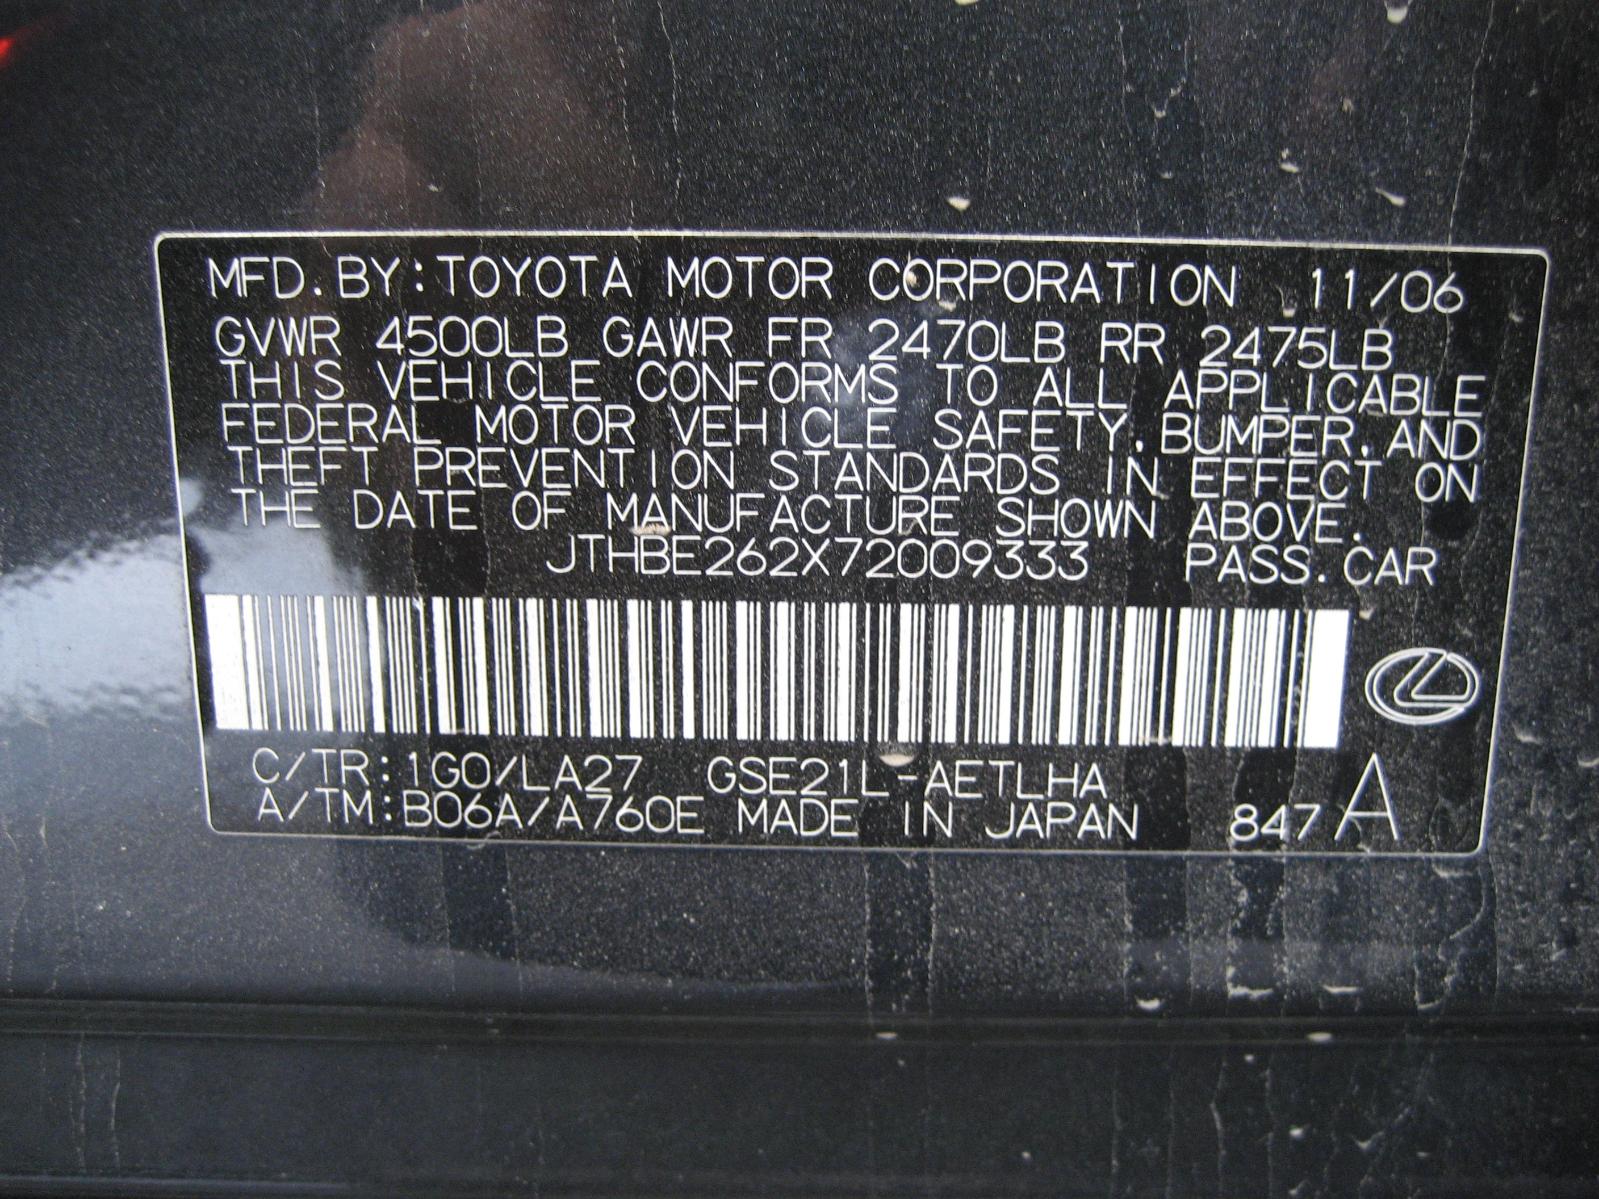 MFD. BY: TOYOTA MOTOR CORPORATION 11/06
GVWR 4500LB GAWR FR 2470LB RR 2475LB
THIS VEHICLE CONFORMS TO ALL APPLICABLE
FEDERAL MOTOR VEHICLE SAFETY, BUMPER, AND
THEFT PREVENTION STANDARDS IN EFFECT ON
THE DATE OF MANUFACTURE SHOWN ABOVE.
JTHBE262X72009333 PASS. CAR
C/TR: 1G0/LA27 GSE21L-AETLHA
A/TM: B06A/A760E MADE IN JAPAN 847 A